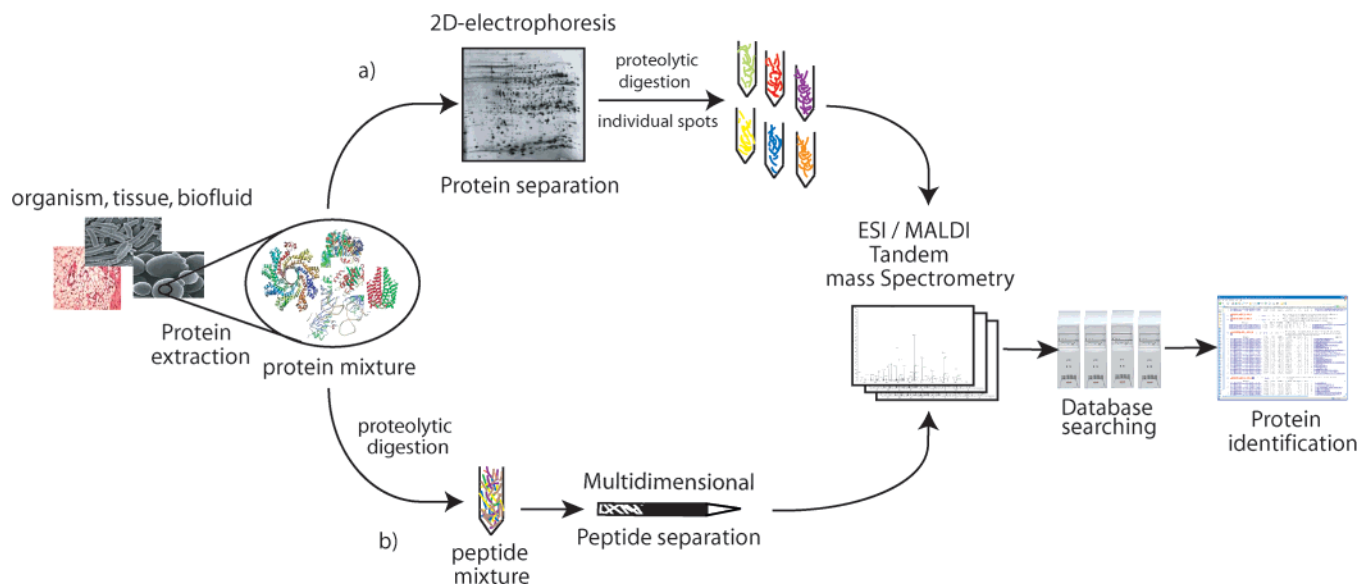 2D-electrophoresis
a)
proteolytic
digestion
individual spots
Protein separation
organism, tissue, biofluid
Protein
extraction
protein mixture
ESI / MALDI
Tandem
mass Spectrometry
Database
searching
Protein
identification
proteolytic
digestion
b)
peptide
mixture
Multidimensional
Peptide separation